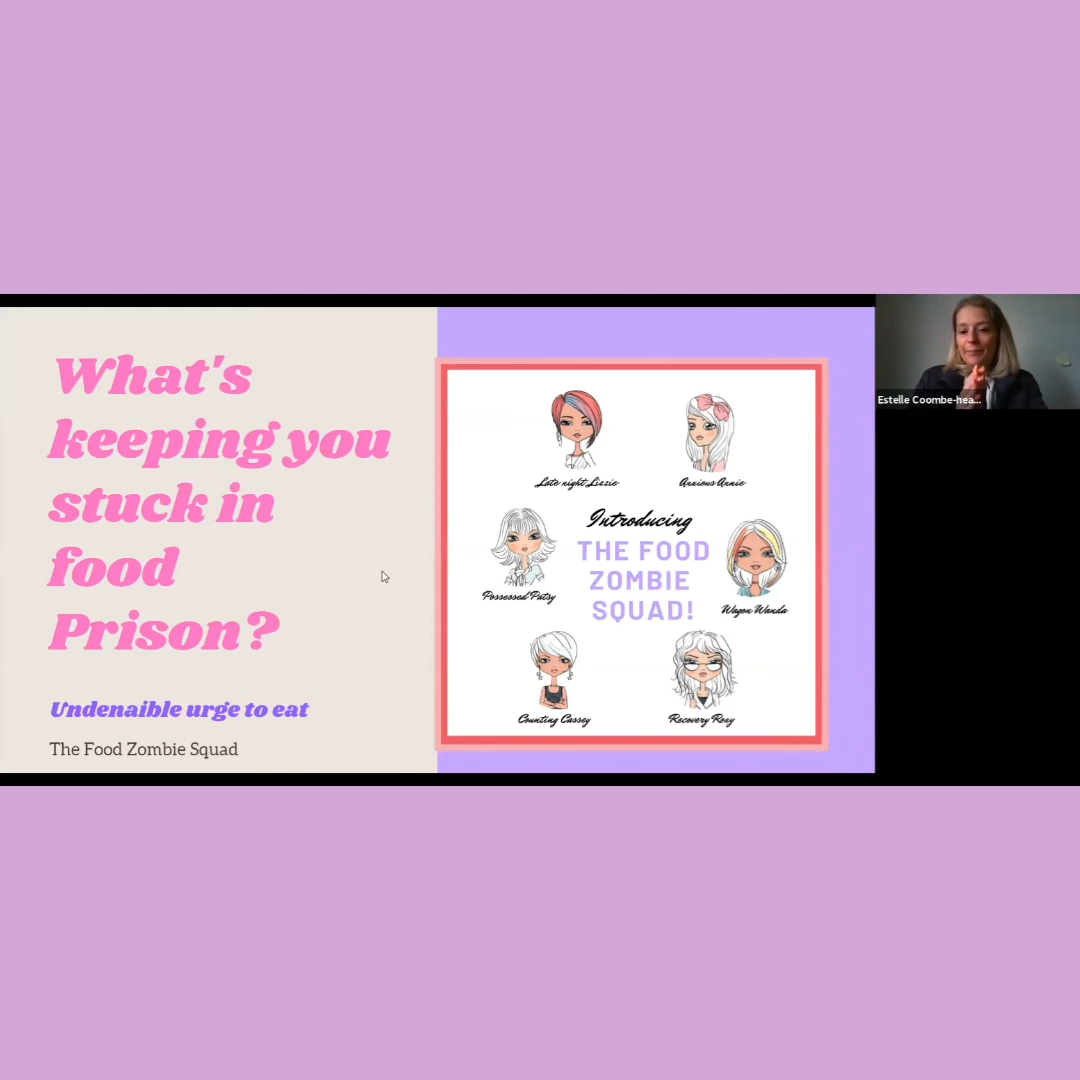 What's
keeping you
stuck in
food
Prison?
Undenaible urge to eat
The Food Zombie Squad
Late night Lizzie
Anxious Annie
Introducing
THE FOOD
ZOMBIE
SQUAD!
Possessed Patsy
Wagon Wanda
Counting Cassey
Recovery Roxy
Estelle Coombe-hea...